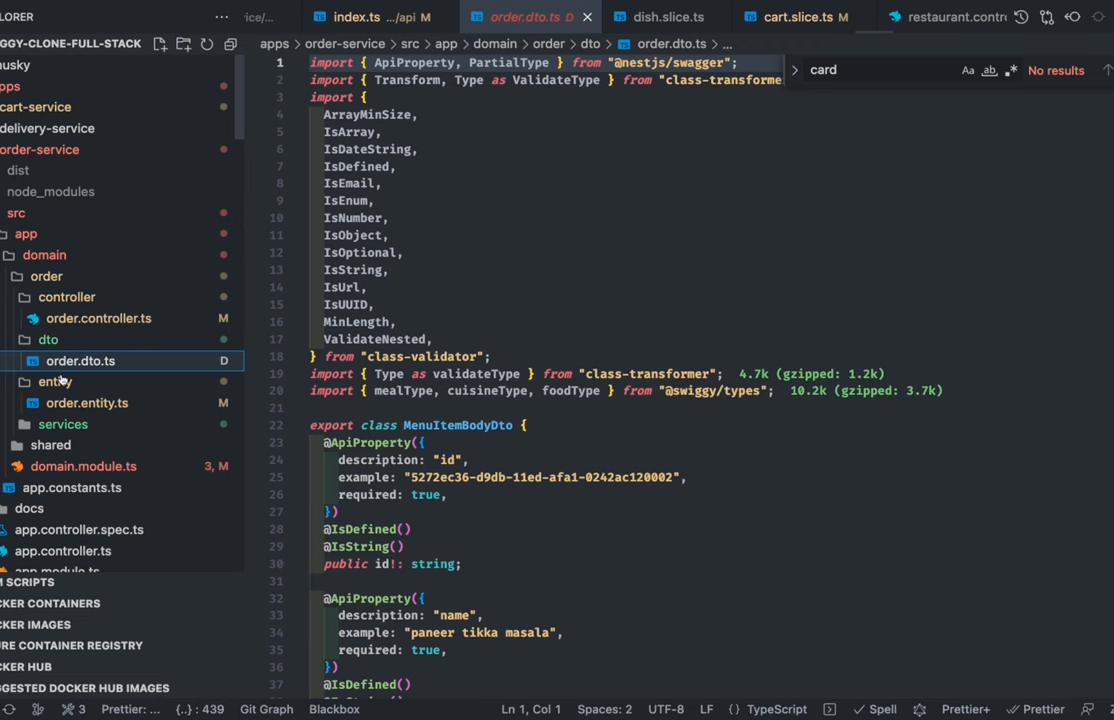 LORER ...
vice/...
index.ts .../api M
order.dto.ts D
dish.slice.ts
cart.slice.ts M
restaurant.contr
GGY-CLONE-FULL-STACK
apps > order-service > src > app > domain > order > dto > order.dto.ts > ...
card
Aa ab
No results
husky
pps
cart-service
delivery-service
order-service
dist
node_modules
src
app
domain
order
controller
order.controller.ts M
dto
order.dto.ts D
entity
order.entity.ts M
services
shared
domain.module.ts 3, M
app.constants.ts
docs
app.controller.spec.ts
app.controller.ts
app.module.ts
M SCRIPTS
CKER CONTAINERS
CKER IMAGES
URE CONTAINER REGISTRY
CKER HUB
GGESTED DOCKER HUB IMAGES
1 import { ApiProperty, PartialType } from "@nestjs/swagger";
2 import { Transform, Type as ValidateType } from "class-transforme
3 import {
4 ArrayMinSize,
5 IsArray,
6 IsDateString,
7 IsDefined,
8 IsEmail,
9 IsEnum,
10 IsNumber,
11 IsObject,
12 IsOptional,
13 IsString,
14 IsUrl,
15 IsUUID,
16 MinLength,
17 ValidateNested,
18 } from "class-validator";
19 import { Type as validateType } from "class-transformer"; 4.7k (gzipped: 1.2k)
20 import { mealType, cuisineType, foodType } from "@swiggy/types"; 10.2k (gzipped: 3.7k)
21
22 export class MenuItemBodyDto {
23 @ApiProperty({
24 description: "id",
25 example: "5272ec36-d9db-11ed-afa1-0242ac120002",
26 required: true,
27 })
28 @IsDefined()
29 @IsString()
30 public id!: string;
31
32 @ApiProperty({
33 description: "name",
34 example: "paneer tikka masala",
35 required: true,
36 })
37 @IsDefined()
3 Prettier: ... {..} : 439 Git Graph Blackbox Ln 1, Col 1 Spaces: 2 UTF-8 LF {} TypeScript Spell Prettier+ Prettier